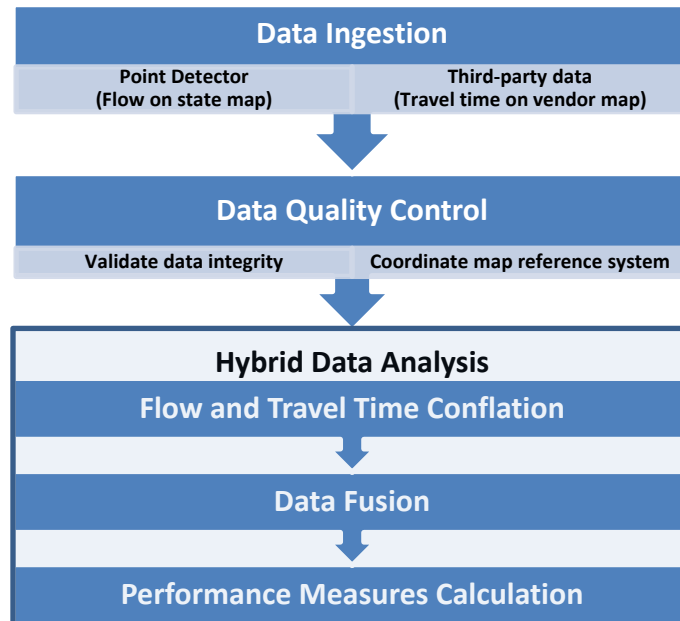 Data Ingestion
Point Detector
(Flow on state map)
Third-party data
(Travel time on vendor map)
Data Quality Control
Validate data integrity
Coordinate map reference system
Hybrid Data Analysis
Flow and Travel Time Conflation
Data Fusion
Performance Measures Calculation